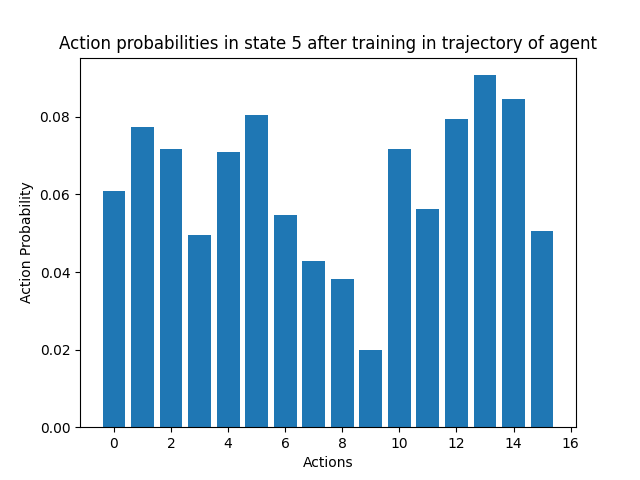 Action probabilities in state 5 after training in trajectory of agent
0.08
0.06
0.04
0.02
0.00
Action Probability
0 2 4 6 8 10 12 14 16
Actions